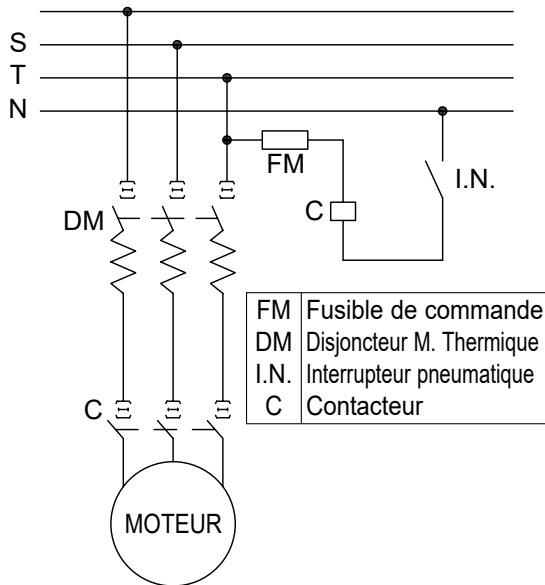 S
T
N
FM
I.N.
C
DM
FM Fusible de commande
DM Disjoncteur M. Thermique
I.N. Interrupteur pneumatique
C Contacteur
C
MOTEUR